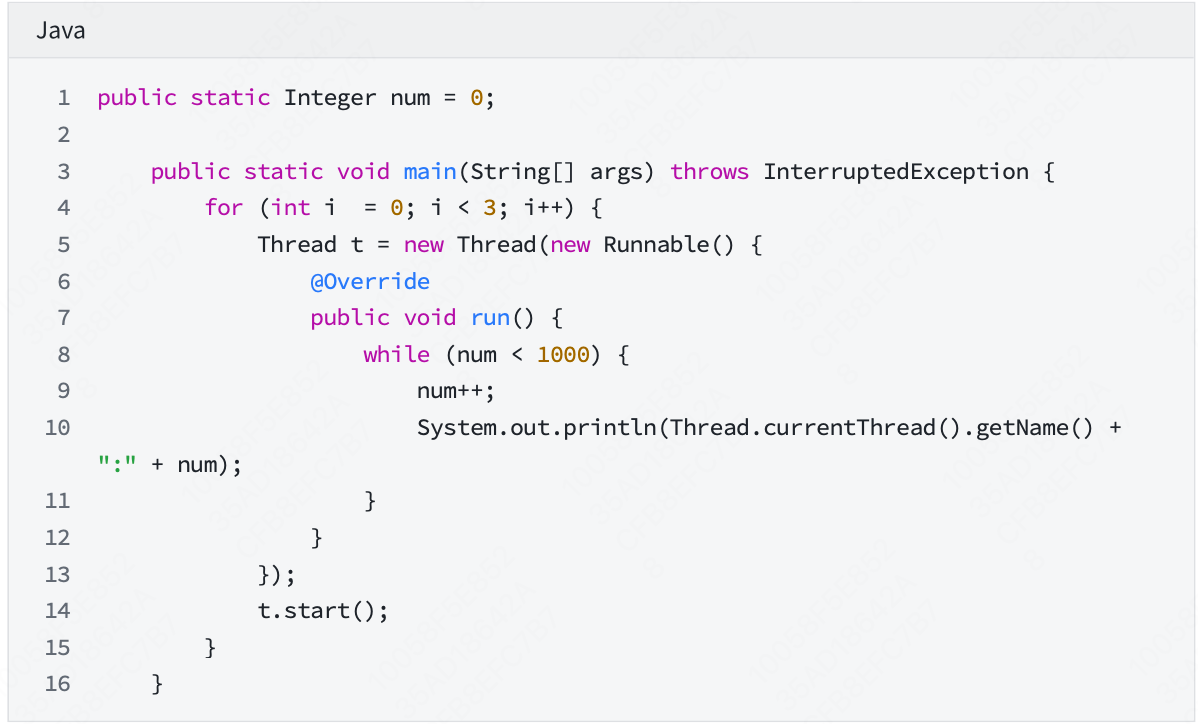 Java
1 public static Integer num = 0;
2
3     public static void main(String[] args) throws InterruptedException {
4         for (int i  = 0; i < 3; i++) {
5             Thread t = new Thread(new Runnable() {
6                 @Override
7                 public void run() {
8                     while (num < 1000) {
9                         num++;
10                         System.out.println(Thread.currentThread().getName() +
":" + num);
11                     }
12                 }
13             });
14             t.start();
15         }
16     }